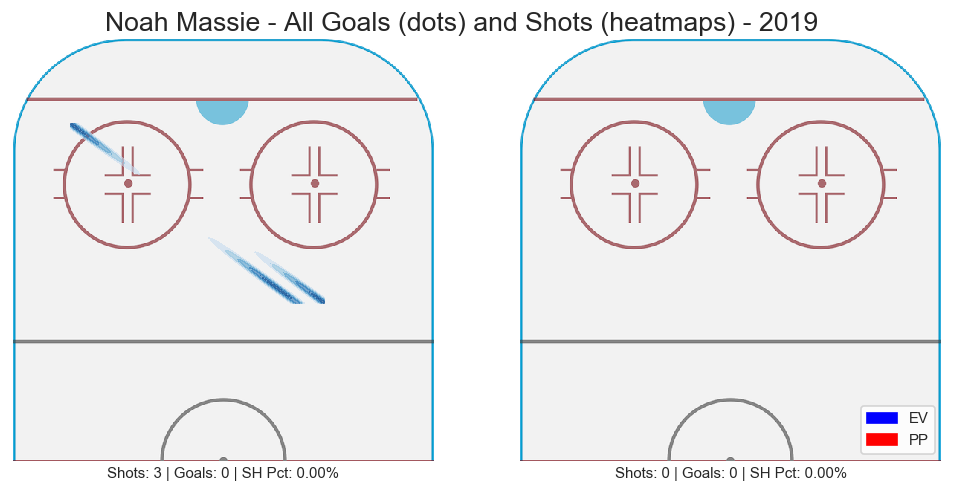 Noah Massie - All Goals (dots) and Shots (heatmaps) - 2019
EV
PP
Shots: 3 | Goals: 0 | SH Pct: 0.00%
Shots: 0 | Goals: 0 | SH Pct: 0.00%